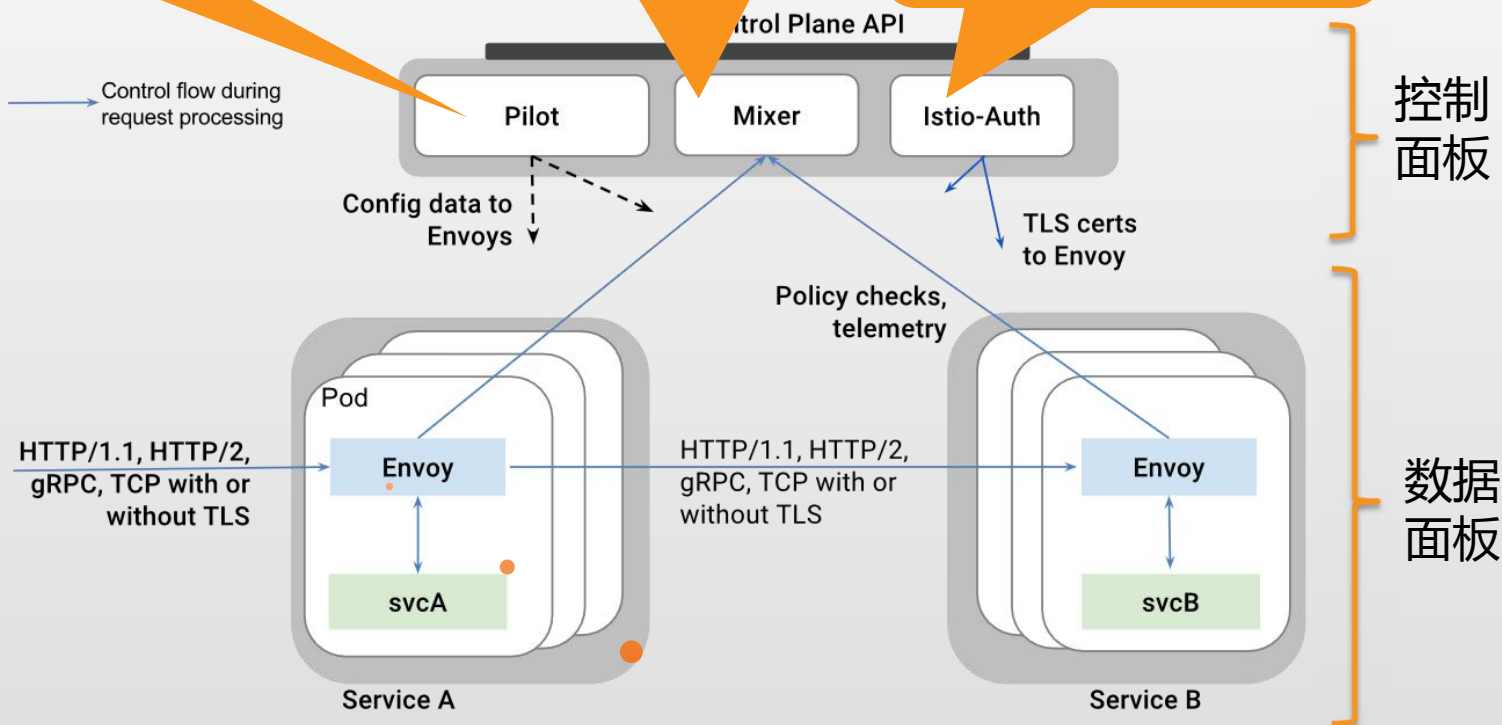 Plane API
Control flow during
request processing
Pilot
Mixer
Istio-Auth
控制
面板
Config data to
Envoys
TLS certs
to Envoy
Policy checks,
telemetry
Pod
HTTP/1.1, HTTP/2,
gRPC, TCP with or
without TLS
Envoy
HTTP/1.1, HTTP/2,
gRPC, TCP with or
without TLS
Envoy
数据
面板
svcA
svcB
Service A
Service B